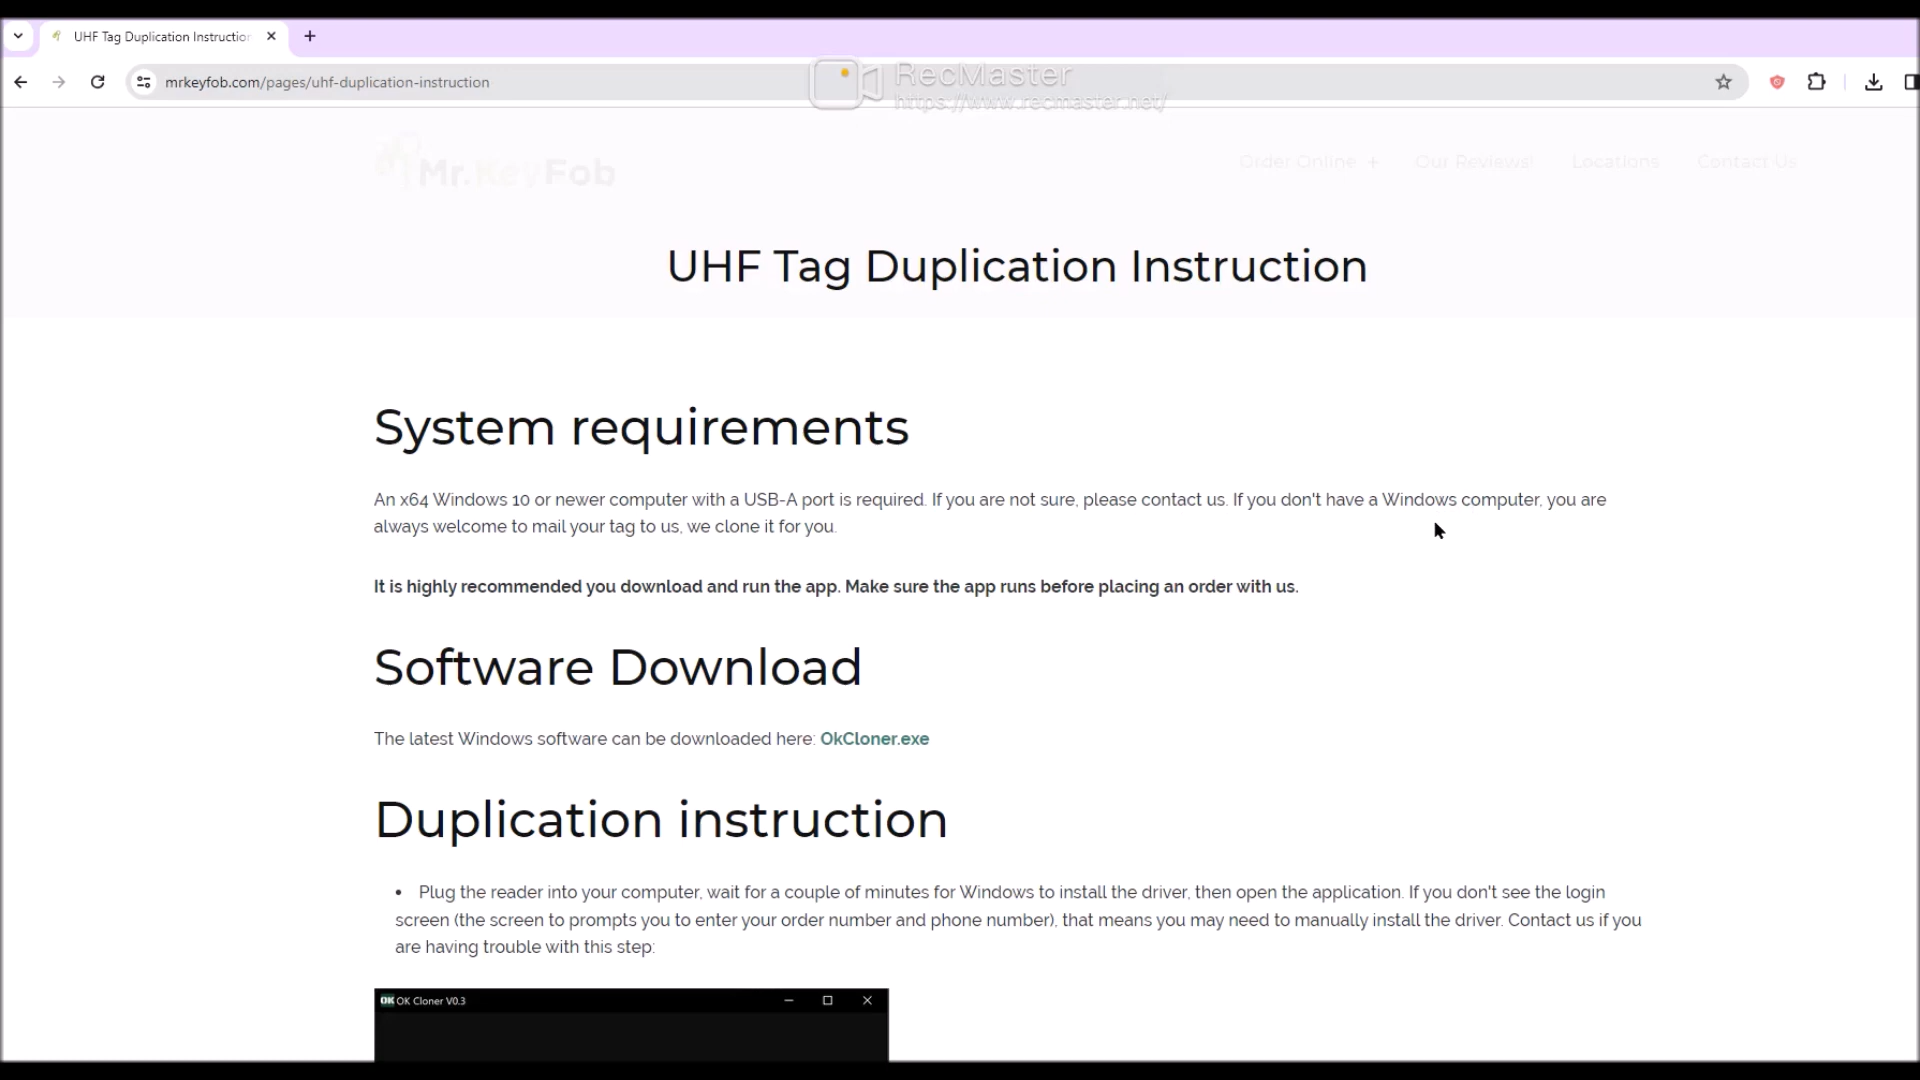 UHF Tag Duplication Instruction
mrkeyfob.com/pages/uhf-duplication-instruction
RecMaster
https://www.recmaster.net/
Mr.KeyFob
Order Online +
Our Reviews!
Locations
Contact Us
UHF Tag Duplication Instruction
System requirements
An x64 Windows 10 or newer computer with a USB-A port is required. If you are not sure, please contact us. If you don't have a Windows computer, you are
always welcome to mail your tag to us, we clone it for you.
It is highly recommended you download and run the app. Make sure the app runs before placing an order with us.
Software Download
The latest Windows software can be downloaded here: OkCloner.exe
Duplication instruction
• Plug the reader into your computer, wait for a couple of minutes for Windows to install the driver, then open the application. If you don't see the login
screen (the screen to prompts you to enter your order number and phone number), that means you may need to manually install the driver. Contact us if you
are having trouble with this step:
OK OK Cloner V0.3